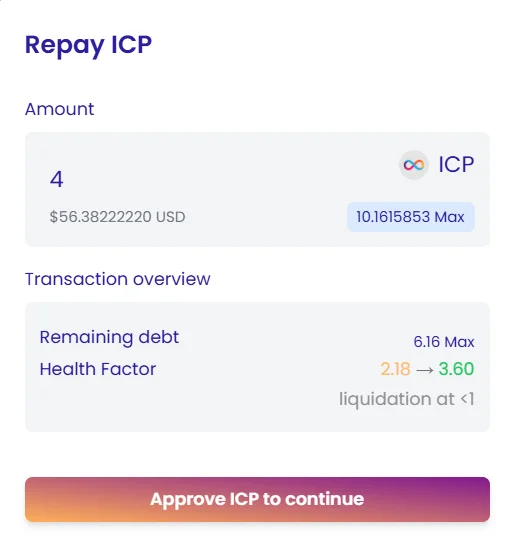 Repay ICP
Amount
4
ICP
$56.38222220 USD
10.1615853 Max
Transaction overview
Remaining debt
6.16 Max
Health Factor
2.18 → 3.60
liquidation at <1
Approve ICP to continue